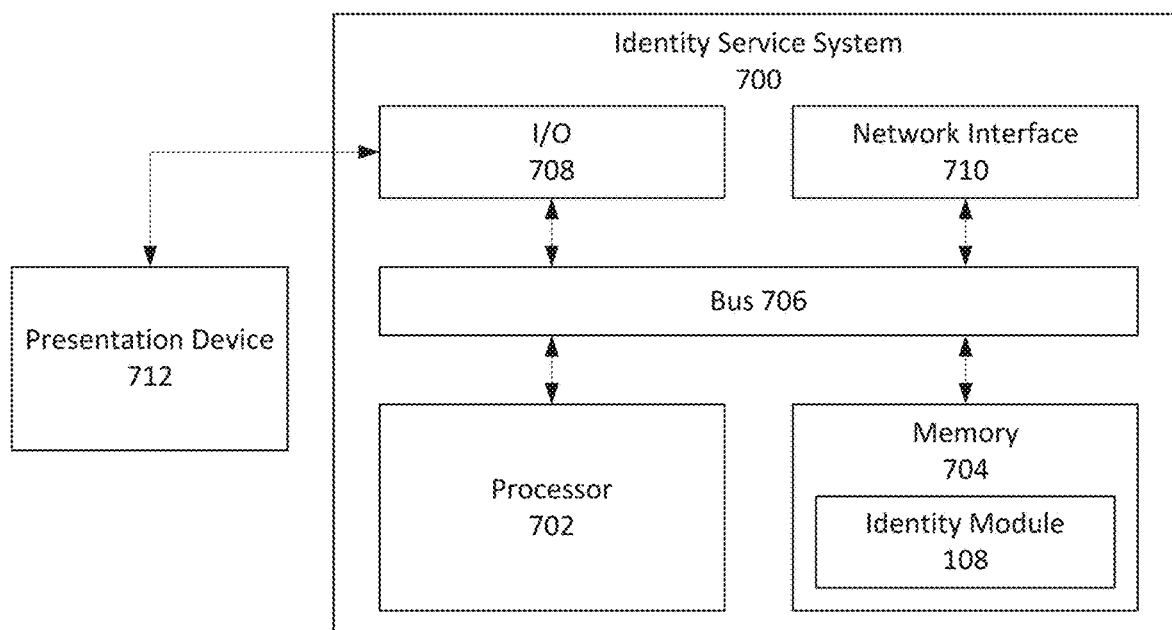 Identity Service System
700
I/O
708
Network Interface
710
Bus 706
Presentation Device
712
Processor
702
Memory
704
Identity Module
108